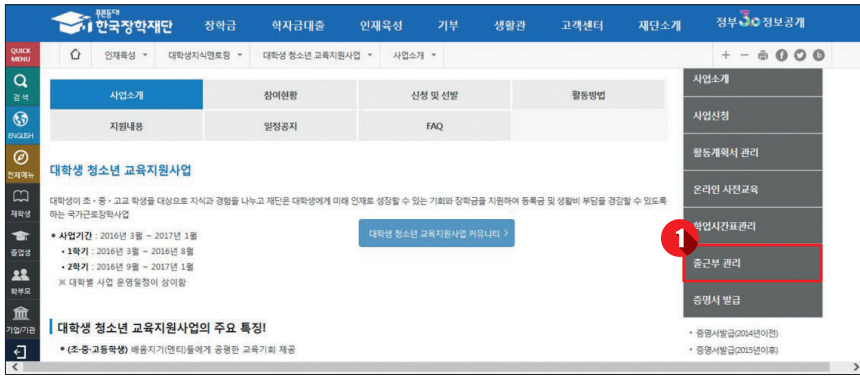 푸른등대
한국장학재단
장학금 학자금대출 인재육성 기부 생활관 고객센터 재단소개 정부3.0정보공개
QUICK
MENU
인재육성 대학생지식멘토링 대학생 청소년 교육지원사업 사업소개
검색
ENGLISH
전체메뉴
재학생
졸업생
학부모
기업/기관
사업소개 참여현황 신청 및 선발 활동방법
지원내용 일정공지 FAQ
대학생 청소년 교육지원사업
대학생이 초・중・고교 학생을 대상으로 지식과 경험을 나누고 재단은 대학생에게 미래 인재로 성장할 수 있는 기회와 장학금을 지원하여 등록금 및 생활비 부담을 경감할 수 있도록
하는 국가근로장학사업
• 사업기간 : 2016년 3월 ~ 2017년 1월
• 1학기 : 2016년 3월 ~ 2016년 8월
• 2학기 : 2016년 9월 ~ 2017년 1월
※ 대학별 사업 운영일정이 상이함
대학생 청소년 교육지원사업 커뮤니티 >
대학생 청소년 교육지원사업의 주요 특징!
• (초·중·고등학생) 배움지기(멘티)들에게 공평한 교육기회 제공
사업소개
사업신청
활동계획서 관리
온라인 사전교육
학업시간표관리
1
출근부 관리
증명서 발급
• 증명서발급(2014년이전)
• 증명서발급(2015년이후)